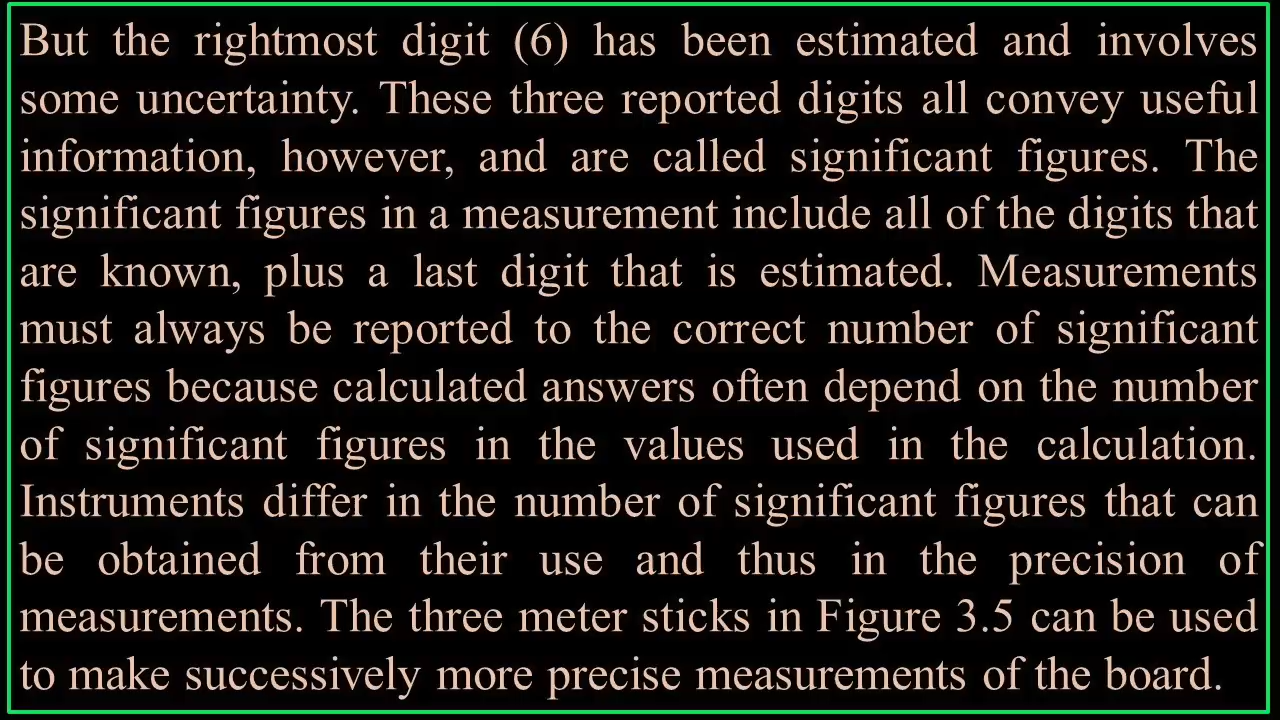 But the rightmost digit (6) has been estimated and involves
some uncertainty. These three reported digits all convey useful
information, however, and are called significant figures. The
significant figures in a measurement include all of the digits that
are known, plus a last digit that is estimated. Measurements
must always be reported to the correct number of significant
figures because calculated answers often depend on the number
of significant figures in the values used in the calculation.
Instruments differ in the number of significant figures that can
be obtained from their use and thus in the precision of
measurements. The three meter sticks in Figure 3.5 can be used
to make successively more precise measurements of the board.